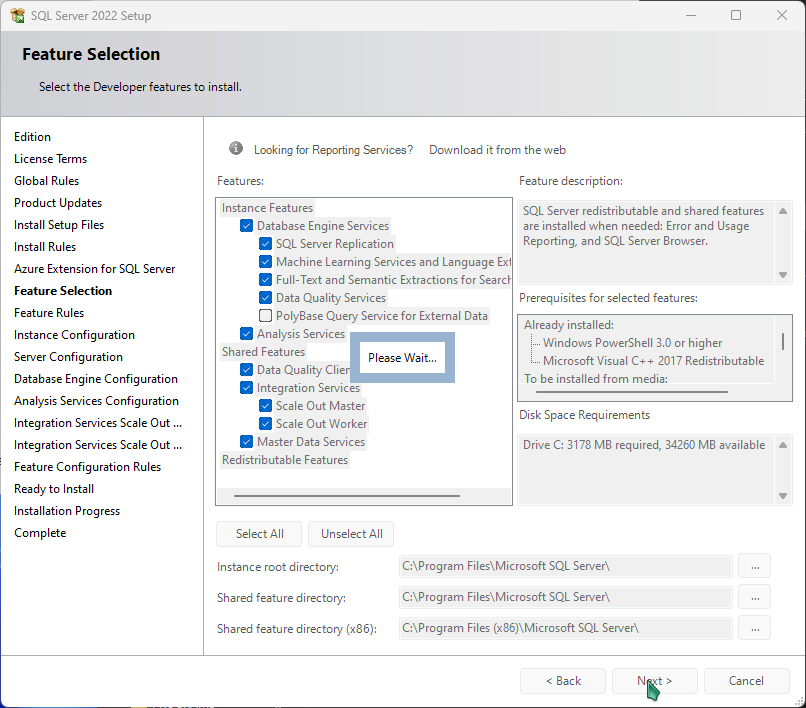 SQL Server 2022 Setup
Feature Selection
Select the Developer features to install.
Edition
License Terms
Global Rules
Product Updates
Install Setup Files
Install Rules
Azure Extension for SQL Server
Feature Selection
Feature Rules
Instance Configuration
Server Configuration
Database Engine Configuration
Analysis Services Configuration
Integration Services Scale Out ...
Integration Services Scale Out ...
Feature Configuration Rules
Ready to Install
Installation Progress
Complete
Looking for Reporting Services? Download it from the web
Features:
Instance Features
Database Engine Services
SQL Server Replication
Machine Learning Services and Language Ext
Full-Text and Semantic Extractions for Search
Data Quality Services
PolyBase Query Service for External Data
Analysis Services
Shared Features
Data Quality Clien
Integration Services
Scale Out Master
Scale Out Worker
Master Data Services
Redistributable Features
Please Wait...
Feature description:
SQL Server redistributable and shared features
are installed when needed: Error and Usage
Reporting, and SQL Server Browser.
Prerequisites for selected features:
Already installed:
Windows PowerShell 3.0 or higher
Microsoft Visual C++ 2017 Redistributable
To be installed from media:
Disk Space Requirements
Drive C: 3178 MB required, 34260 MB available
Select All
Unselect All
Instance root directory: C:\Program Files\Microsoft SQL Server\ ...
Shared feature directory: C:\Program Files\Microsoft SQL Server\ ...
Shared feature directory (x86): C:\Program Files (x86)\Microsoft SQL Server\ ...
< Back
Next >
Cancel